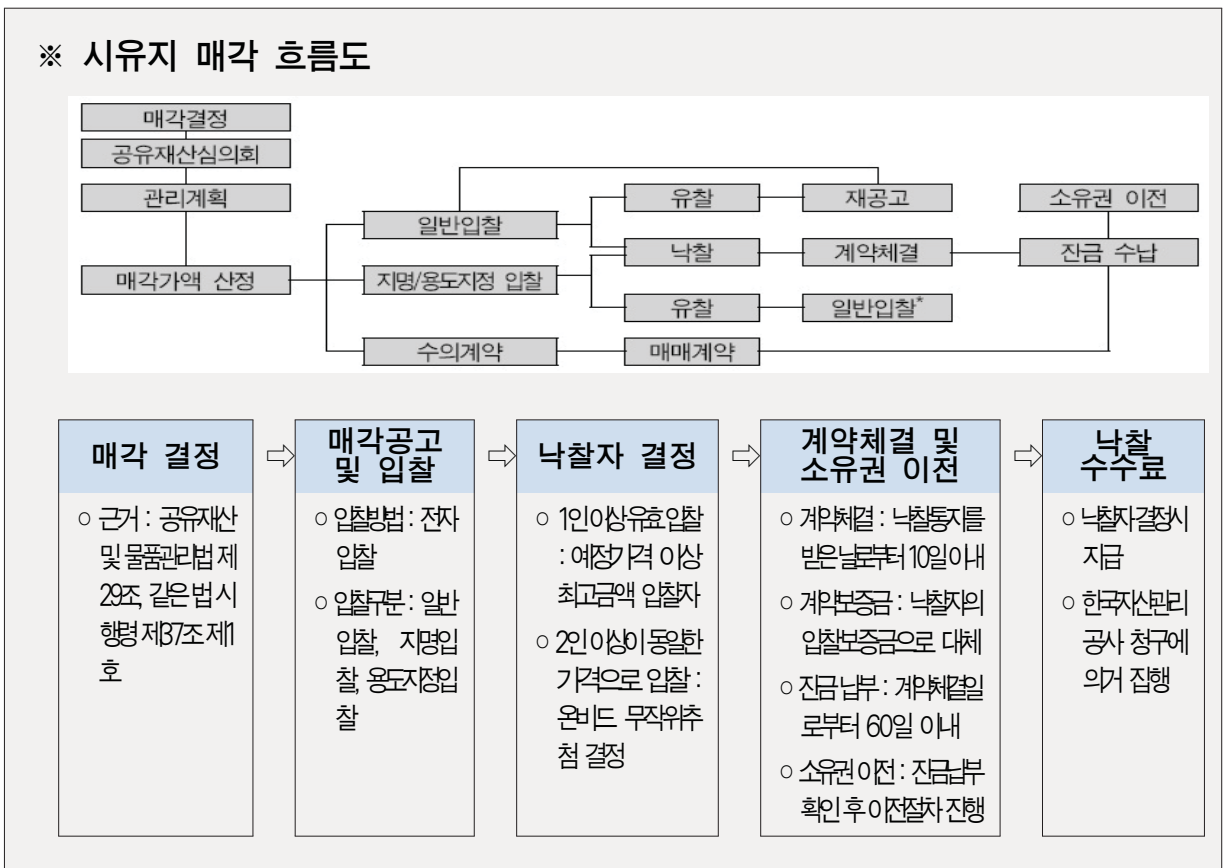 ※ 시유지 매각 흐름도
매각결정
공유재산심의회
관리계획
매각가액 산정
일반입찰
지명/용도지정 입찰
수의계약
유찰
낙찰
유찰
매매계약
재공고
계약체결
일반입찰*
소유권 이전
잔금 수납
매각 결정
○ 근거 : 공유재산
및 물품관리법 제
29조, 같은 법 시
행령 제37조 제1
호
⇨
매각공고
및 입찰
○ 입찰방법 : 전자
입찰
○ 입찰구분 : 일반
입찰, 지명입
찰, 용도지정입
찰
⇨
낙찰자 결정
○ 1인 이상 유효 입찰
: 예정가격 이상
최고금액 입찰자
○ 2인 이상이 동일한
가격으로 입찰 :
온비드 무작위추
첨 결정
⇨
계약체결 및
소유권 이전
○ 계약체결 : 낙찰통지를
받은 날로부터 10일 이내
○ 계약보증금 : 낙찰자의
입찰보증금으로 대체
○ 잔금 납부 : 계약체결일
로부터 60일 이내
○ 소유권 이전 : 잔금납부
확인 후 이전절차 진행
⇨
낙찰
수수료
○ 낙찰자 결정시
지급
○ 한국자산관리
공사 청구에
의거 집행